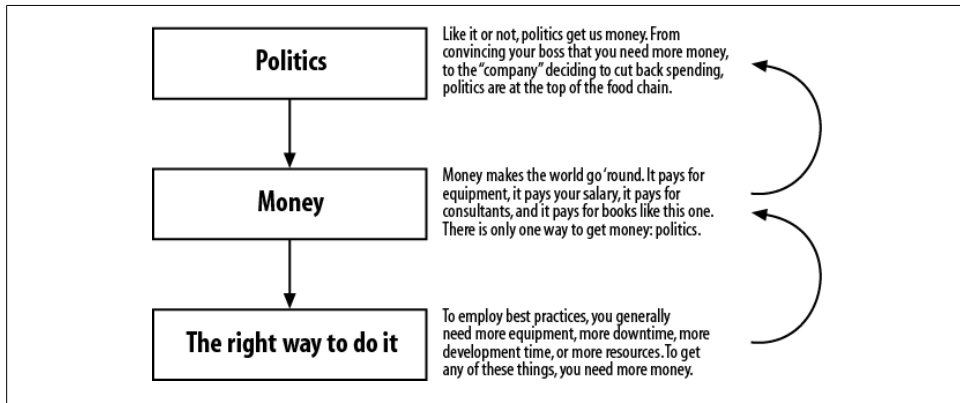 Politics
Like it or not, politics get us money. From
convincing your boss that you need more money,
to the “company” deciding to cut back spending,
politics are at the top of the food chain.
Money
Money makes the world go ‘round. It pays for
equipment, it pays your salary, it pays for
consultants, and it pays for books like this one.
There is only one way to get money: politics.
The right way to do it
To employ best practices, you generally
need more equipment, more downtime, more
development time, or more resources. To get
any of these things, you need more money.